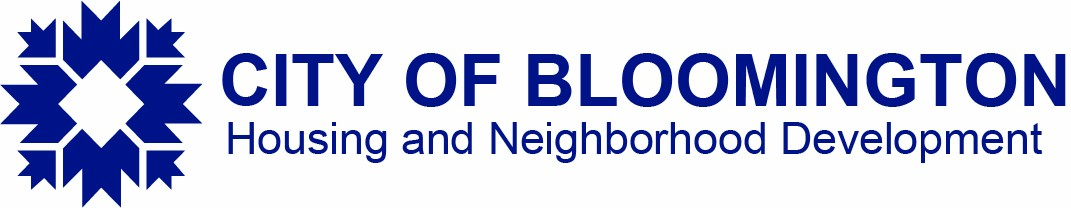 CITY OF BLOOMINGTON
Housing and Neighborhood Development